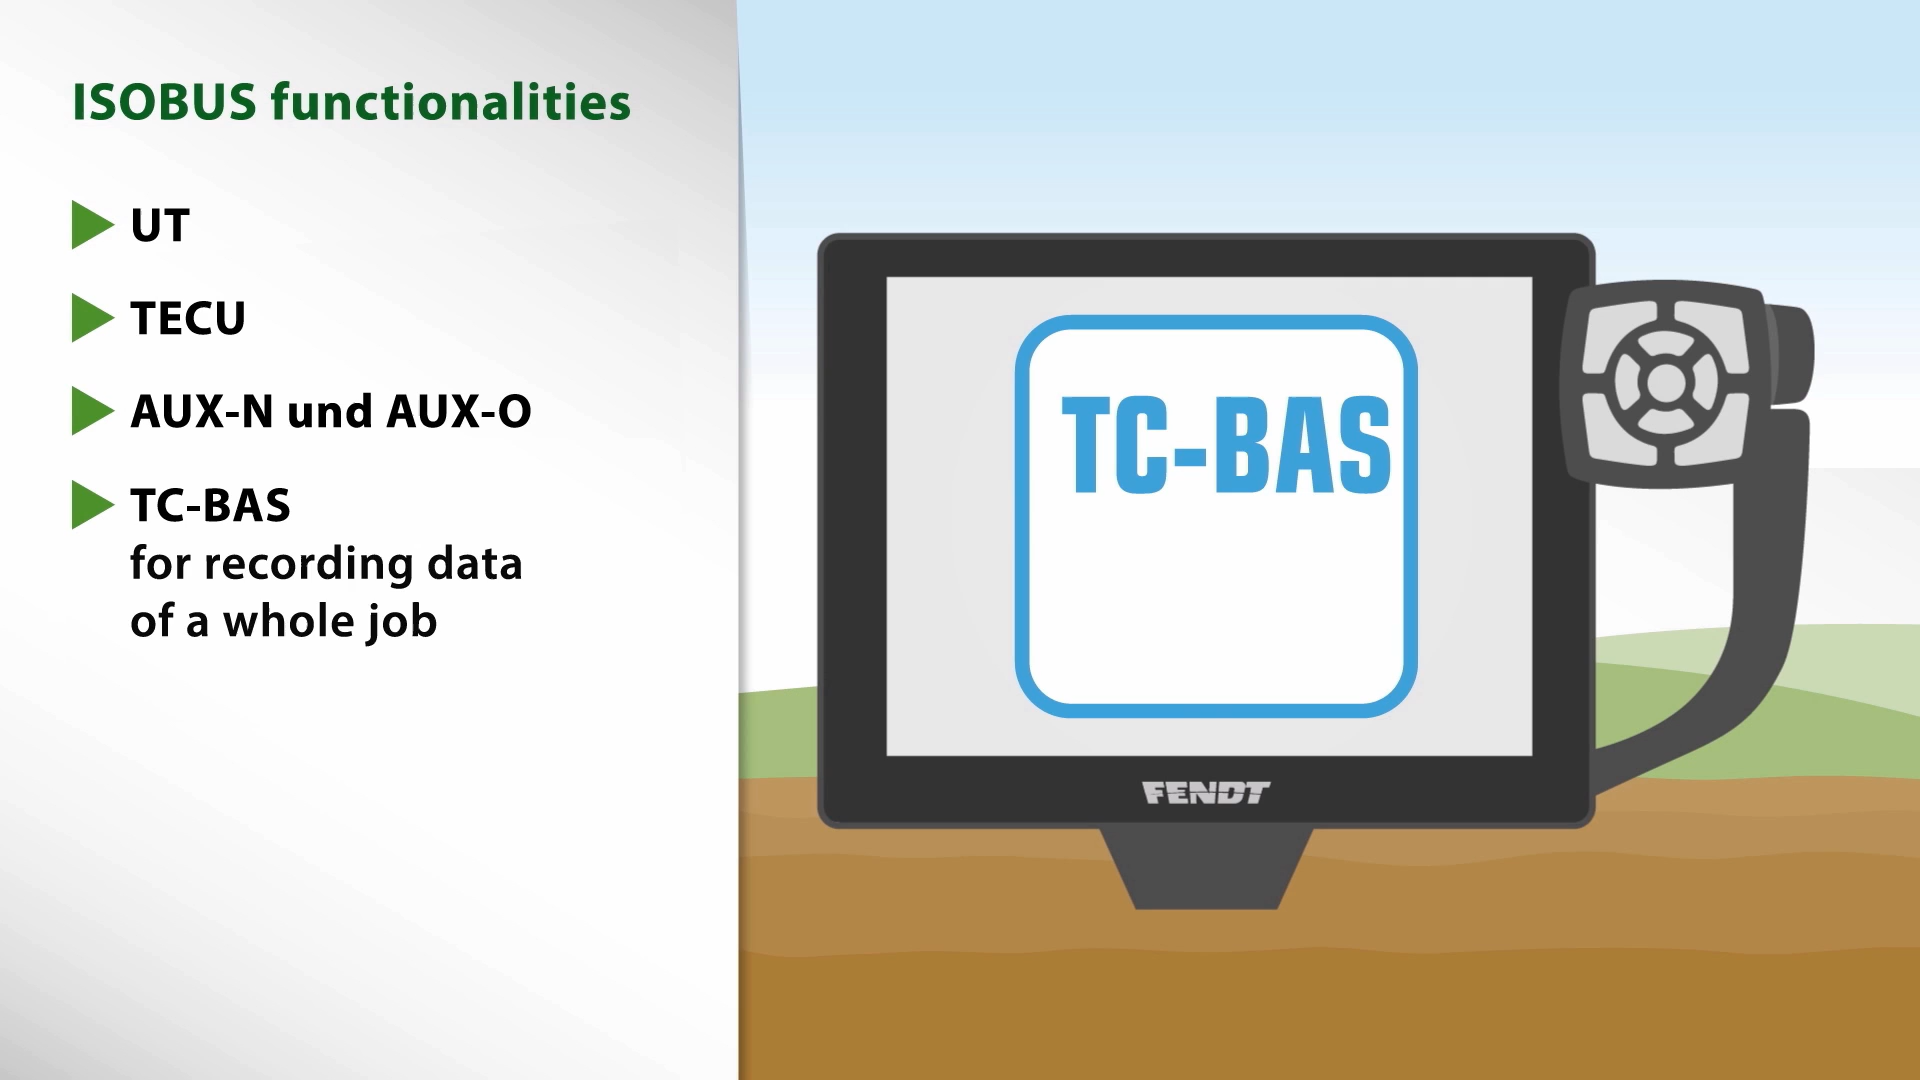 ISOBUS functionalities
UT
TECU
AUX-N und AUX-O
TC-BAS
for recording data
of a whole job
TC-BAS
FENDT